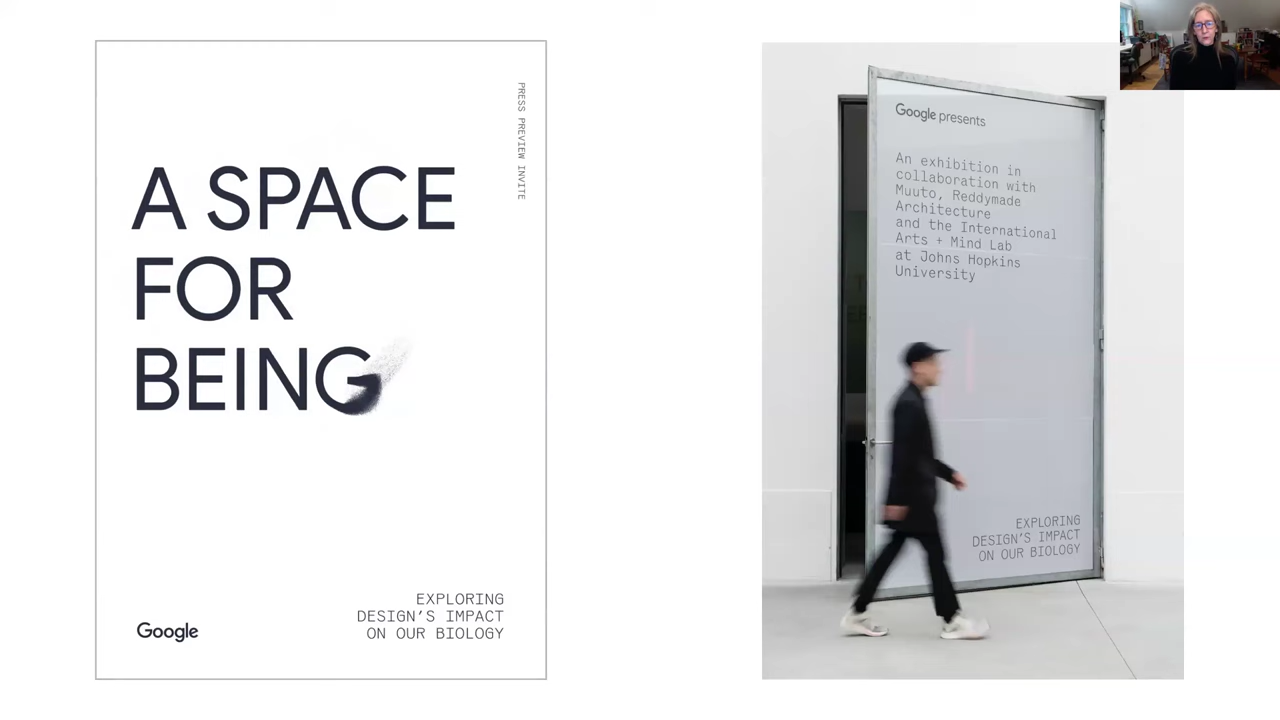 PRESS PREVIEW INVITE
A SPACE
FOR
BEING
Google
EXPLORING
DESIGN'S IMPACT
ON OUR BIOLOGY
Google presents
An exhibition in
collaboration with
Muuto, Reddymade
Architecture
and the International
Arts + Mind Lab
at Johns Hopkins
University
EXPLORING
DESIGN'S IMPACT
ON OUR BIOLOGY